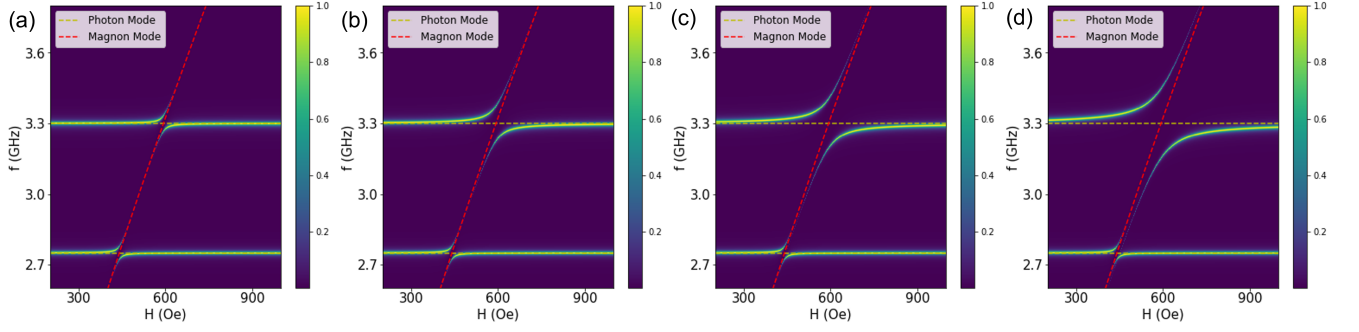 (a)
Photon Mode
Magnon Mode
3.6
3.3
3.0
2.7
f (GHz)
300 600 900
H (Oe)
1.0
0.8
0.6
0.4
0.2
(b)
Photon Mode
Magnon Mode
3.6
3.3
3.0
2.7
f (GHz)
300 600 900
H (Oe)
1.0
0.8
0.6
0.4
0.2
(c)
Photon Mode
Magnon Mode
3.6
3.3
3.0
2.7
f (GHz)
300 600 900
H (Oe)
1.0
0.8
0.6
0.4
0.2
(d)
Photon Mode
Magnon Mode
3.6
3.3
3.0
2.7
f (GHz)
300 600 900
H (Oe)
1.0
0.8
0.6
0.4
0.2